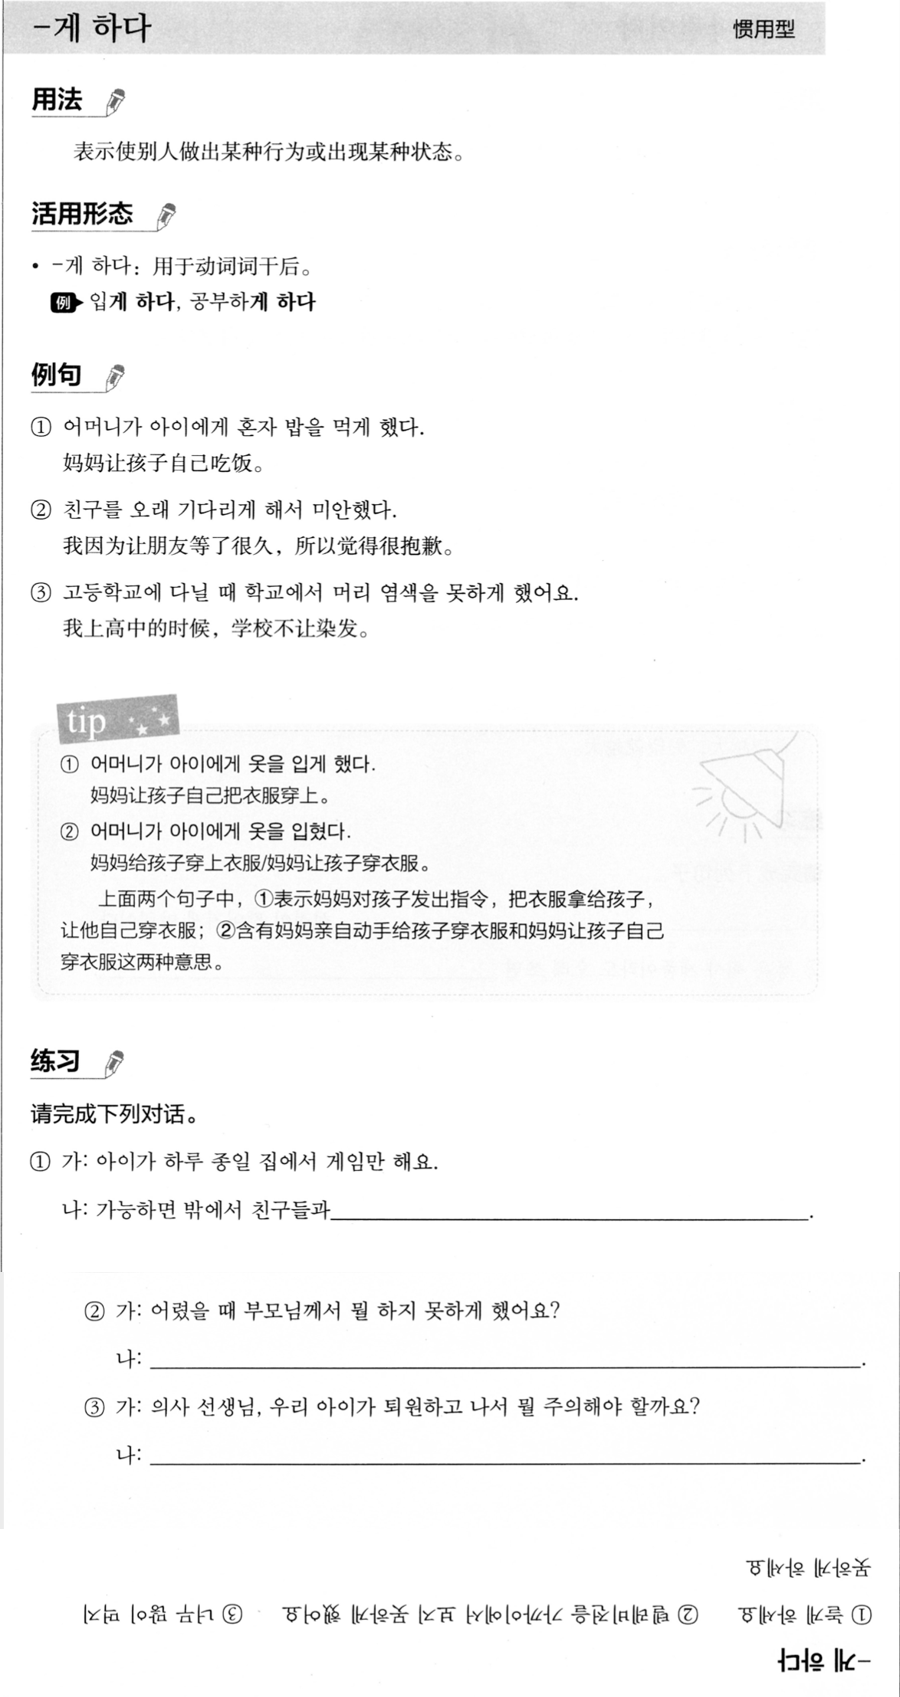 -게 하다 惯用型
用法
表示使别人做出某种行为或出现某种状态。
活用形态
• -게 하다: 用于动词词干后。
例 입게 하다, 공부하게 하다
例句
① 어머니가 아이에게 혼자 밥을 먹게 했다.
妈妈让孩子自己吃饭。
② 친구를 오래 기다리게 해서 미안했다.
我因为让朋友等了很久，所以觉得很抱歉。
③ 고등학교에 다닐 때 학교에서 머리 염색을 못하게 했어요.
我上高中的时候，学校不让染发。
tip
① 어머니가 아이에게 옷을 입게 했다.
妈妈让孩子自己把衣服穿上。
② 어머니가 아이에게 옷을 입혔다.
妈妈给孩子穿上衣服/妈妈让孩子穿衣服。
上面两个句子中，①表示妈妈对孩子发出指令，把衣服拿给孩子，
让他自己穿衣服；②含有妈妈亲自动手给孩子穿衣服和妈妈让孩子自己
穿衣服这两种意思。
练习
请完成下列对话。
① 가: 아이가 하루 종일 집에서 게임만 해요.
나: 가능하면 밖에서 친구들과 .
② 가: 어렸을 때 부모님께서 뭘 하지 못하게 했어요?
나: .
③ 가: 의사 선생님, 우리 아이가 퇴원하고 나서 뭘 주의해야 할까요?
나: .
-게 하다
① 놀게 하세요 ② 텔레비전을 가까이에서 보지 못하게 했어요 ③ 너무 많이 먹지
못하게 하세요